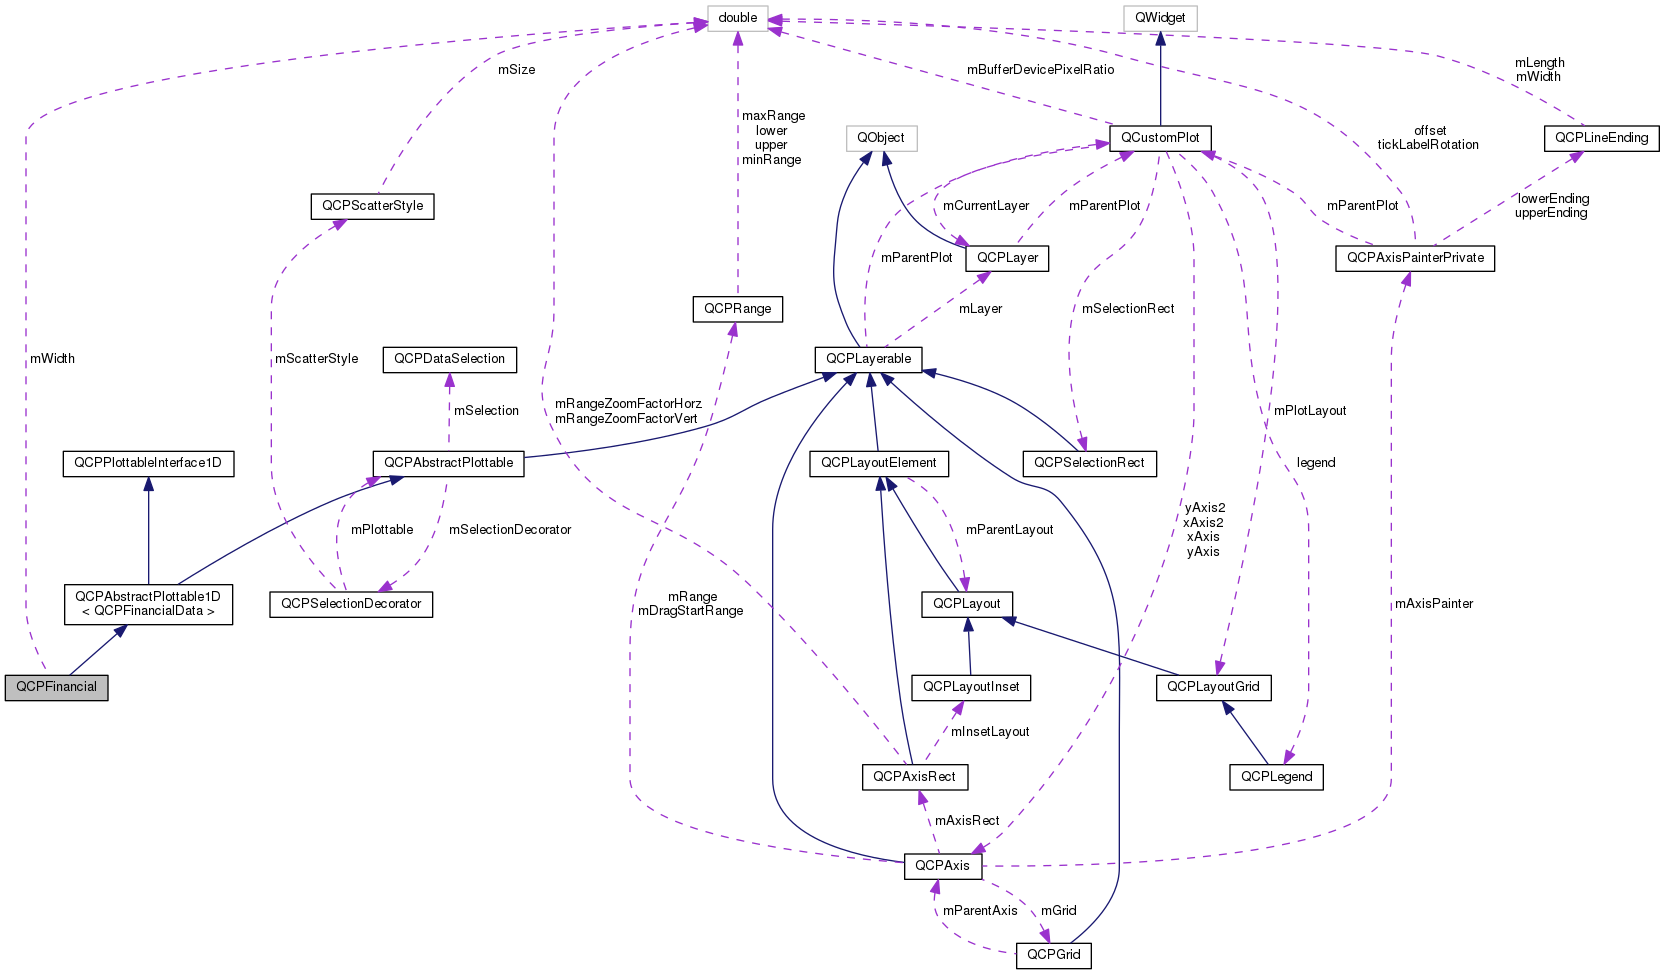 double
QWidget
mSize
mBufferDevicePixelRatio
mLength
mWidth
maxRange
lower
upper
minRange
QObject
QCustomPlot
offset
tickLabelRotation
QCPLineEnding
QCPScatterStyle
mCurrentLayer
mParentPlot
mParentPlot
lowerEnding
upperEnding
mParentPlot
QCPLayer
QCPAxisPainterPrivate
QCPRange
mLayer
mSelectionRect
mWidth
mScatterStyle
QCPDataSelection
QCPLayerable
mSelection
mRangeZoomFactorHorz
mRangeZoomFactorVert
mPlotLayout
QCPPlottableInterface1D
QCPAbstractPlottable
QCPLayoutElement
QCPSelectionRect
legend
mPlottable
mSelectionDecorator
mParentLayout
yAxis2
xAxis2
xAxis
yAxis
QCPAbstractPlottable1D
< QCPFinancialData >
QCPSelectionDecorator
mRange
mDragStartRange
QCPLayout
mAxisPainter
QCPFinancial
QCPLayoutInset
QCPLayoutGrid
mInsetLayout
QCPAxisRect
QCPLegend
mAxisRect
QCPAxis
mParentAxis
mGrid
QCPGrid